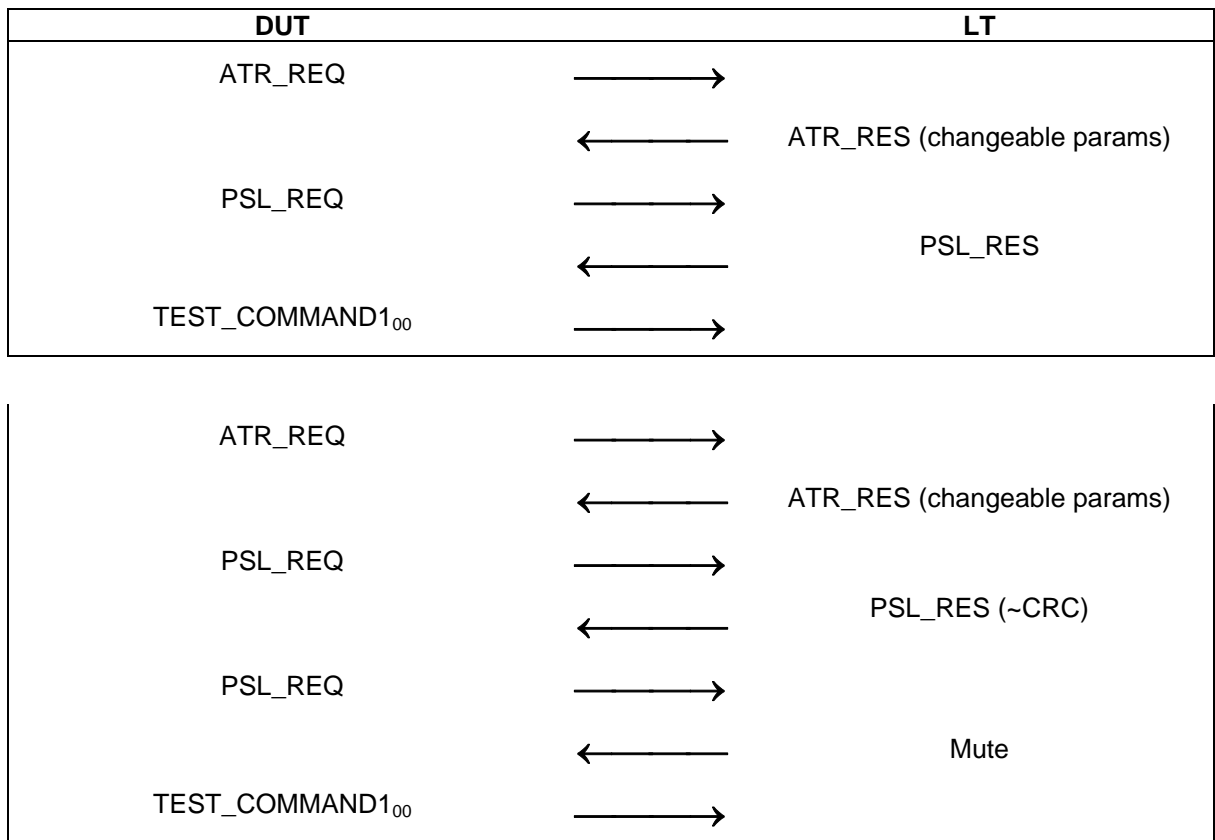 DUT LT
ATR_REQ
ATR_RES (changeable params)
PSL_REQ
PSL_RES
TEST_COMMAND1₀₀
ATR_REQ
ATR_RES (changeable params)
PSL_REQ
PSL_RES (~CRC)
PSL_REQ
Mute
TEST_COMMAND1₀₀